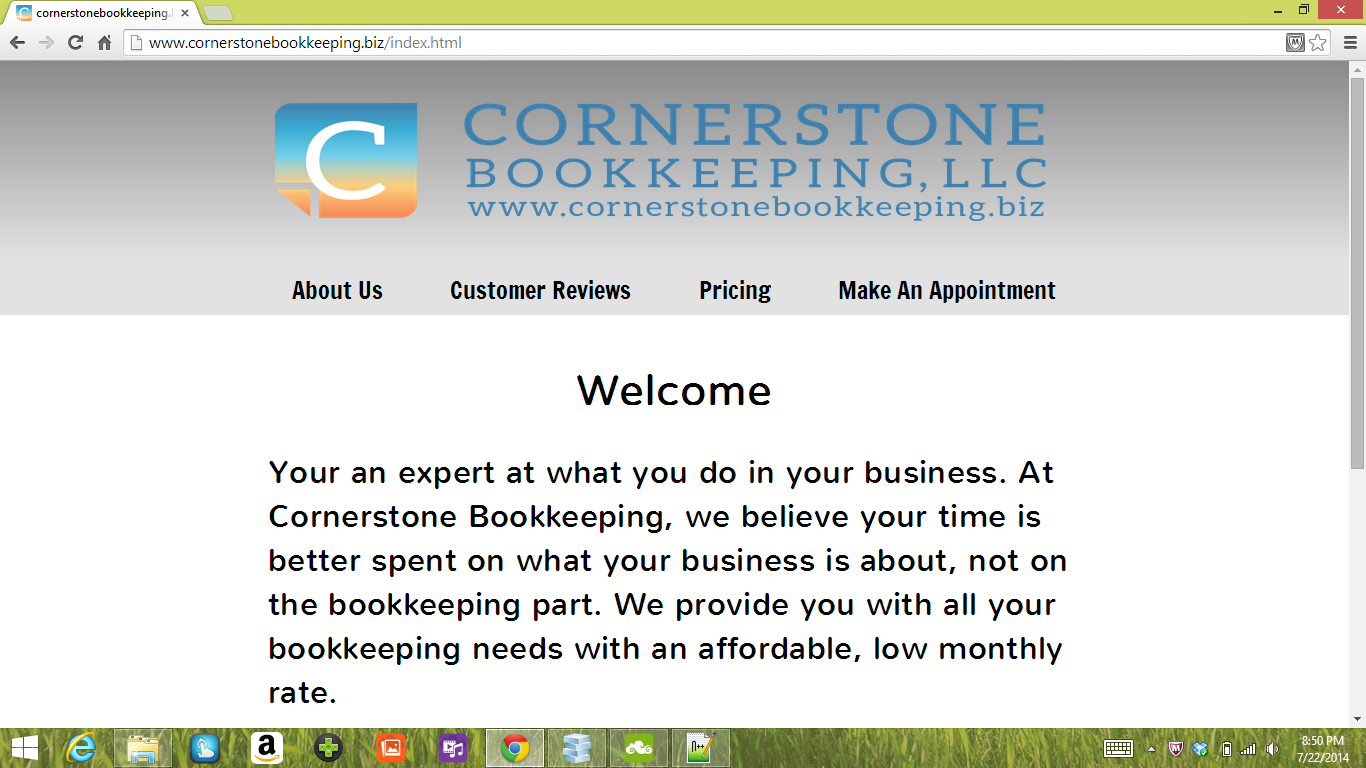 cornerstonebookkeeping.b
www.cornerstonebookkeeping.biz/index.html
C
CORNERSTONE
BOOKKEEPING, LLC
www.cornerstonebookkeeping.biz
About Us Customer Reviews Pricing Make An Appointment
Welcome
Your an expert at what you do in your business. At
Cornerstone Bookkeeping, we believe your time is
better spent on what your business is about, not on
the bookkeeping part. We provide you with all your
bookkeeping needs with an affordable, low monthly
rate.
8:50 PM
7/22/2014